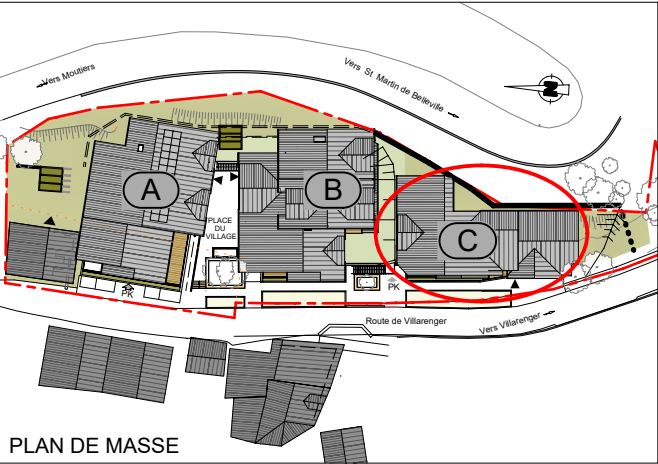 Vers Moutiers
Vers St. Martin de Belleville
N
A
B
C
PLACE
DU
VILLAGE
PK
PK
Route de Villarenger
Vers Villarenger
PLAN DE MASSE